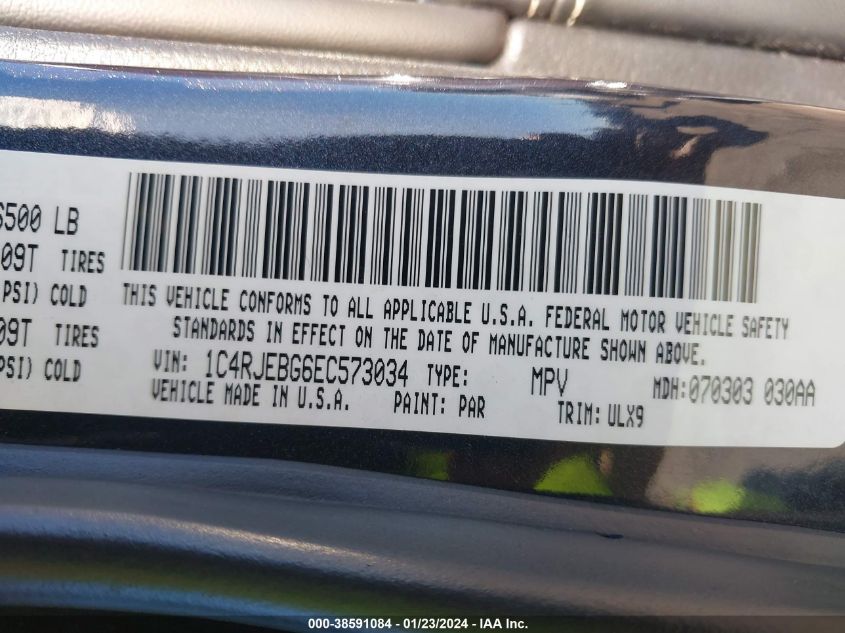 6500 LB
09T TIRES
PSI) COLD
09T TIRES
PSI) COLD
THIS VEHICLE CONFORMS TO ALL APPLICABLE U.S.A. FEDERAL MOTOR VEHICLE SAFETY
STANDARDS IN EFFECT ON THE DATE OF MANUFACTURE SHOWN ABOVE.
VIN: 1C4RJEBG6EC573034 TYPE: MPV MDH: 070303 030AA
VEHICLE MADE IN U.S.A. PAINT: PAR TRIM: ULX9
000-38591084 - 01/23/2024 - IAA Inc.